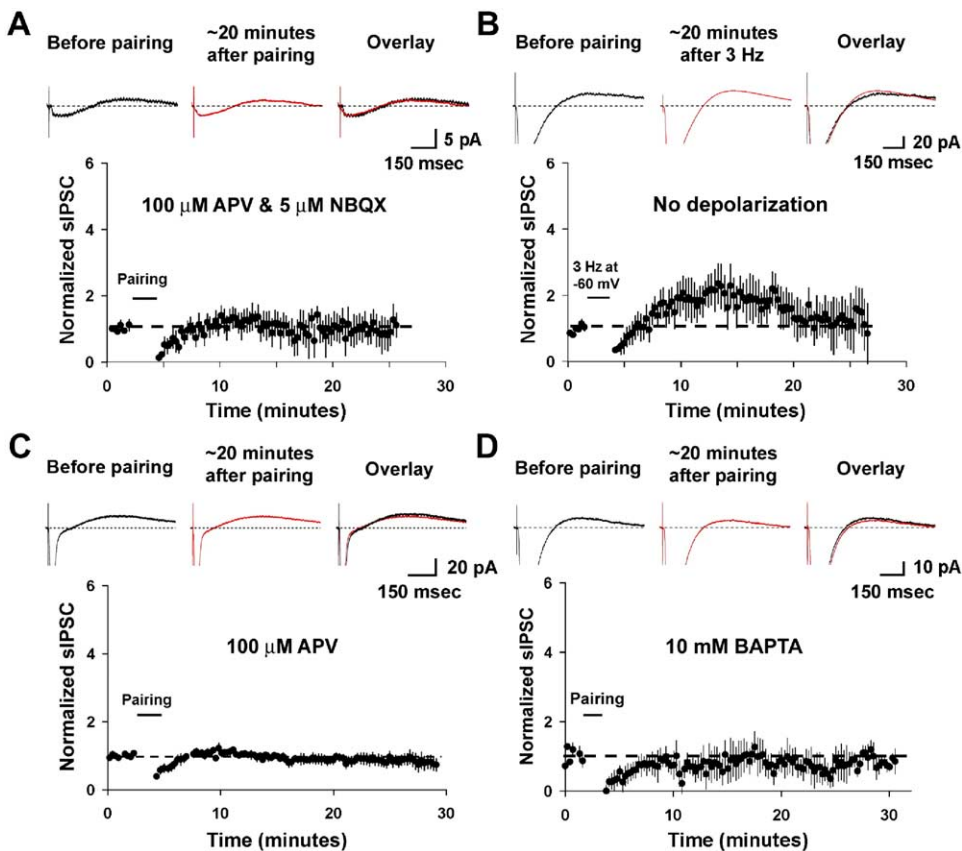 A
Before pairing
~20 minutes
after pairing
Overlay
5 pA
150 msec
Normalized sIPSC
6
4
2
0
100 μM APV & 5 μM NBQX
Pairing
0
10
20
30
Time (minutes)
B
Before pairing
~20 minutes
after 3 Hz
Overlay
20 pA
150 msec
Normalized sIPSC
6
4
2
0
No depolarization
3 Hz at
-60 mV
0
10
20
30
Time (minutes)
C
Before pairing
~20 minutes
after pairing
Overlay
20 pA
150 msec
Normalized sIPSC
6
4
2
0
100 μM APV
Pairing
0
10
20
30
Time (minutes)
D
Before pairing
~20 minutes
after pairing
Overlay
10 pA
150 msec
Normalized sIPSC
6
4
2
0
10 mM BAPTA
Pairing
0
10
20
30
Time (minutes)